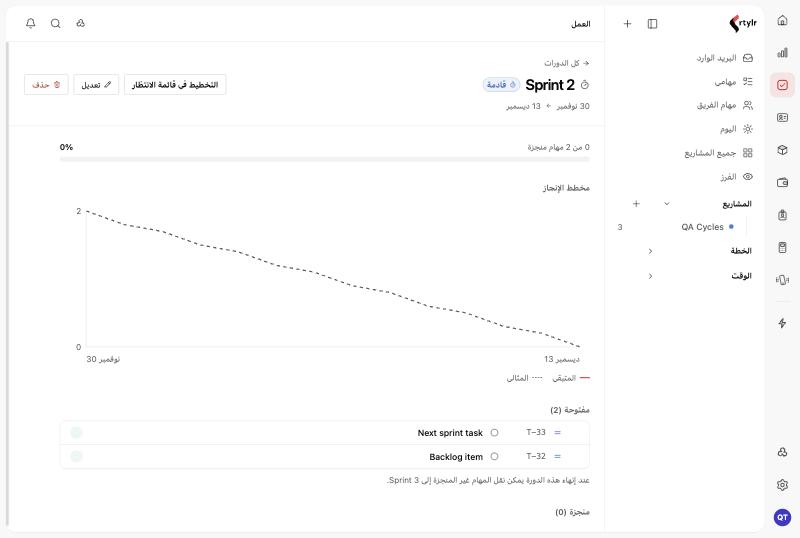 rtylr
البريد الوارد
مهامي
مهام الفريق
اليوم
جميع المشاريع
الفرز
المشاريع
QA Cycles
3
الخطة
الوقت
QT
العمل
كل الدورات
Sprint 2 قادمة
30 نوفمبر ← 13 ديسمبر
التخطيط في قائمة الانتظار
تعديل
حذف
0 من 2 مهام منجزة
0%
مخطط الإنجاز
2
0
30 نوفمبر
13 ديسمبر
المتبقي
المثالي
مفتوحة (2)
T-33 Next sprint task
T-32 Backlog item
عند إنهاء هذه الدورة يمكن نقل المهام غير المنجزة إلى Sprint 3.
منجزة (0)